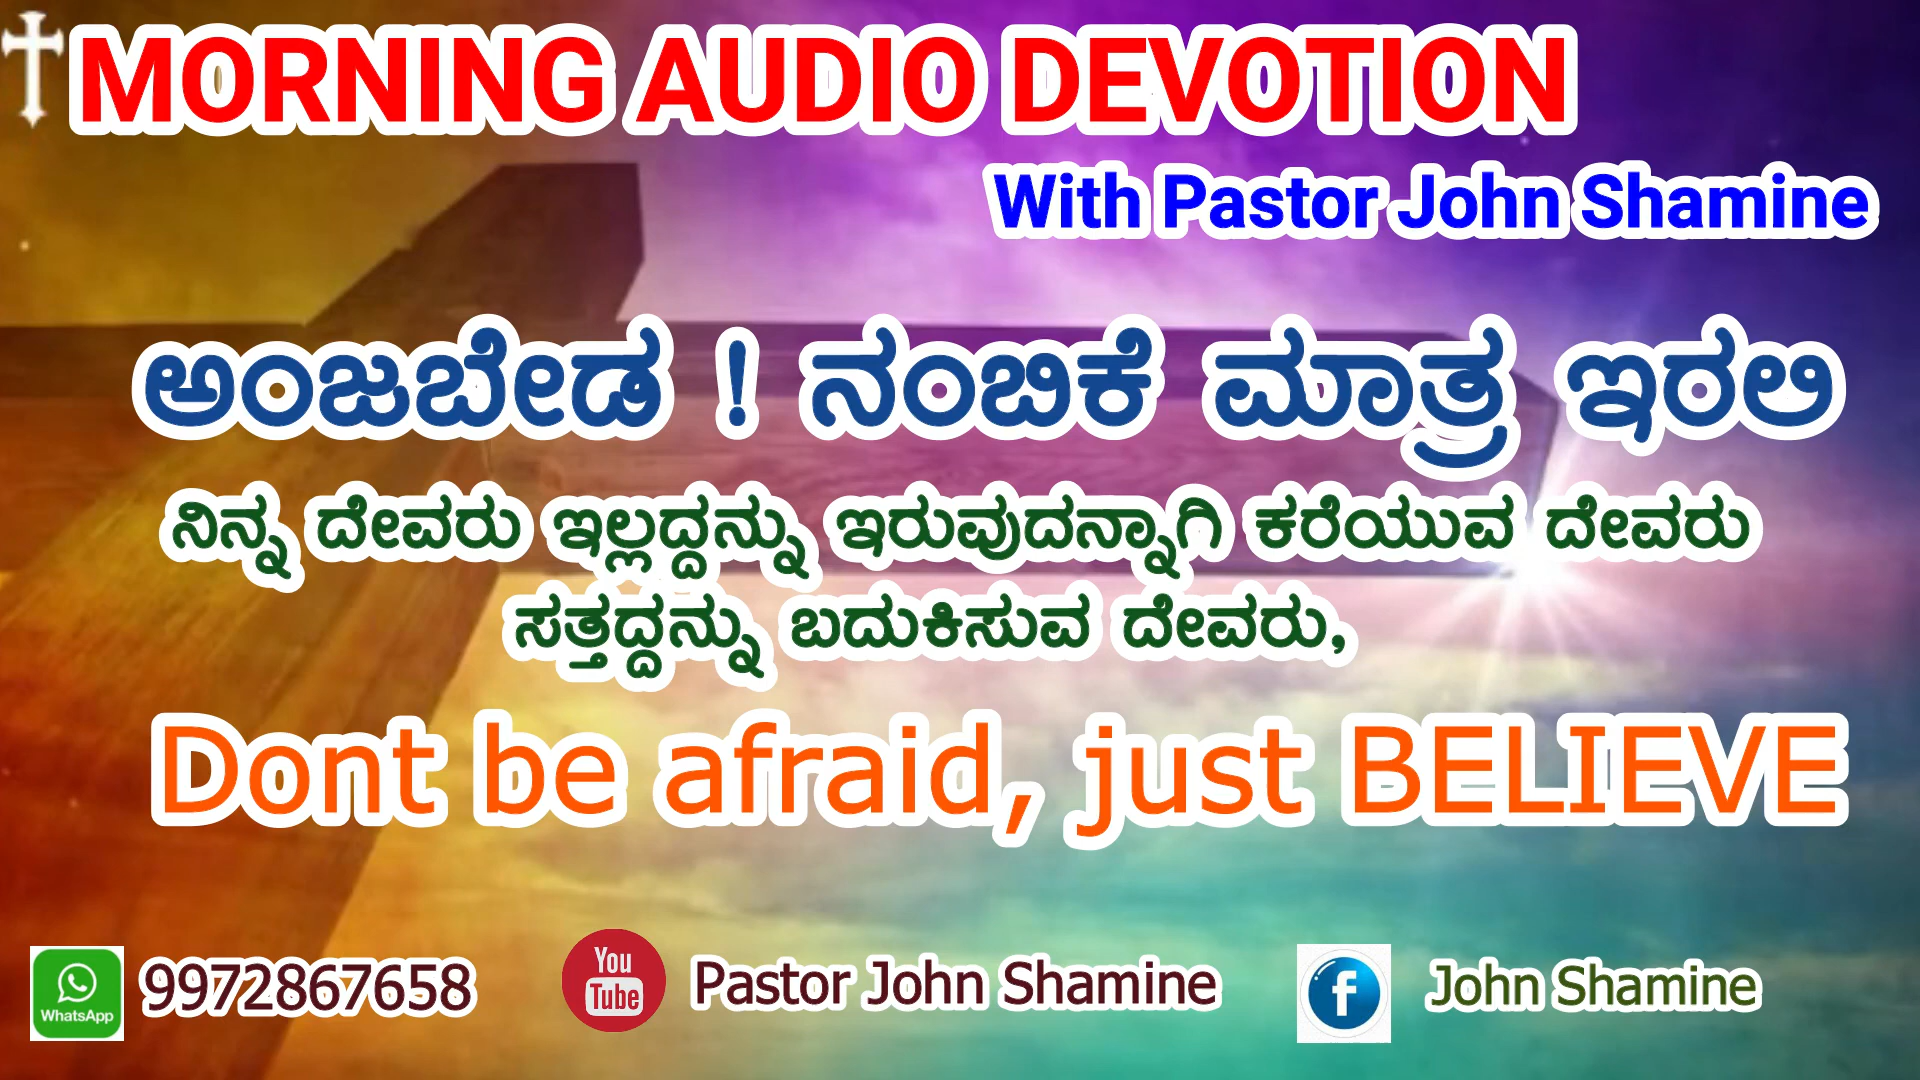 MORNING AUDIO DEVOTION
With Pastor John Shamine
ಅಂಜಬೇಡ ! ನಂಬಿಕೆ ಮಾತ್ರ ಇರಲಿ
ನಿನ್ನ ದೇವರು ಇಲ್ಲದ್ದನ್ನು ಇರುವುದನ್ನಾಗಿ ಕರೆಯುವ ದೇವರು
ಸತ್ತದ್ದನ್ನು ಬದುಕಿಸುವ ದೇವರು,
Dont be afraid, just BELIEVE
WhatsApp 9972867658 You Tube Pastor John Shamine f John Shamine